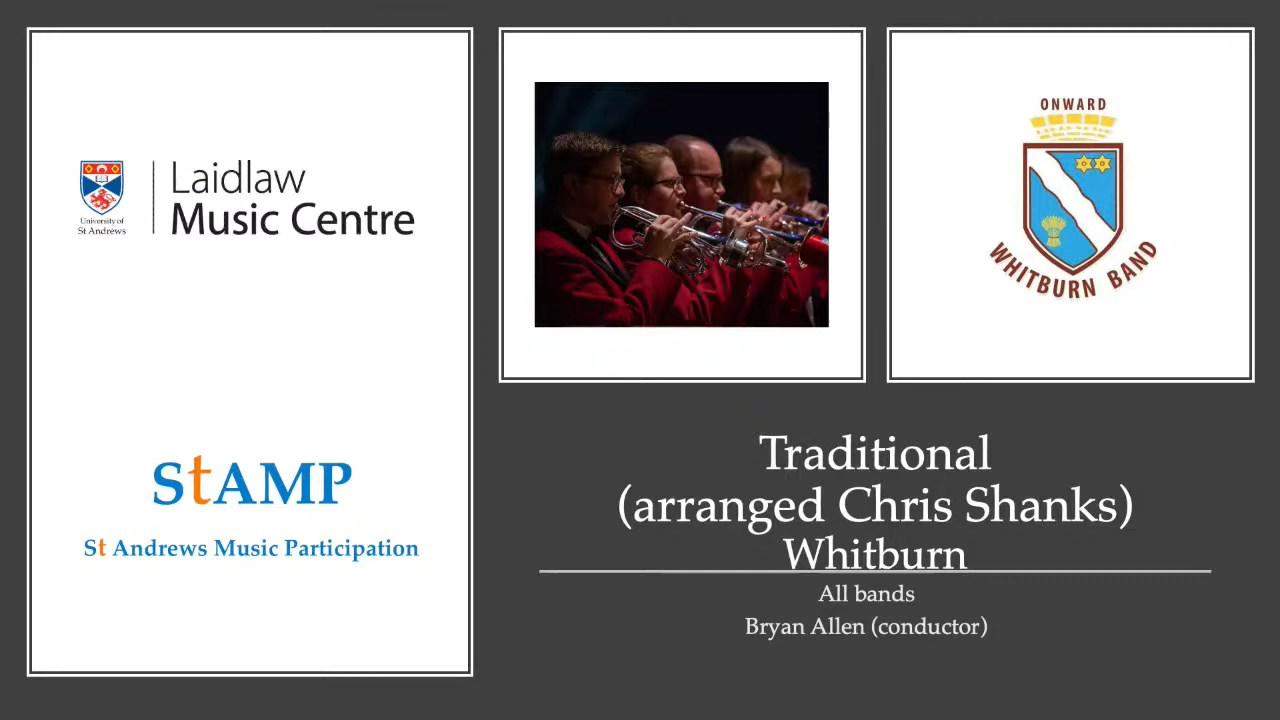 University of
St Andrews
Laidlaw
Music Centre
StAMP
St Andrews Music Participation
ONWARD
WHITBURN BAND
Traditional
(arranged Chris Shanks)
Whitburn
All bands
Bryan Allen (conductor)